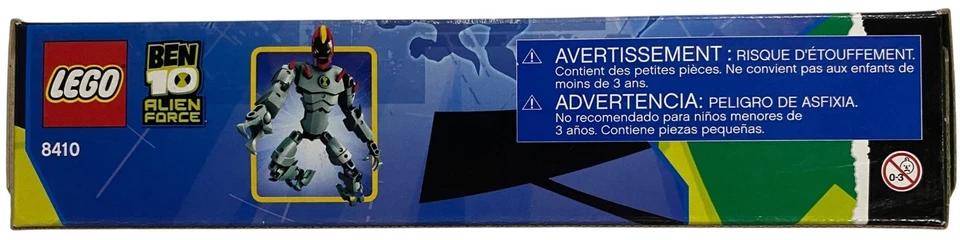 LEGO
BEN
10
ALIEN
FORCE
8410
AVERTISSEMENT : RISQUE D'ÉTOUFFEMENT.
Contient des petites pièces. Ne convient pas aux enfants de
moins de 3 ans.
ADVERTENCIA: PELIGRO DE ASFIXIA.
No recomendado para niños menores de
3 años. Contiene piezas pequeñas.
0-3